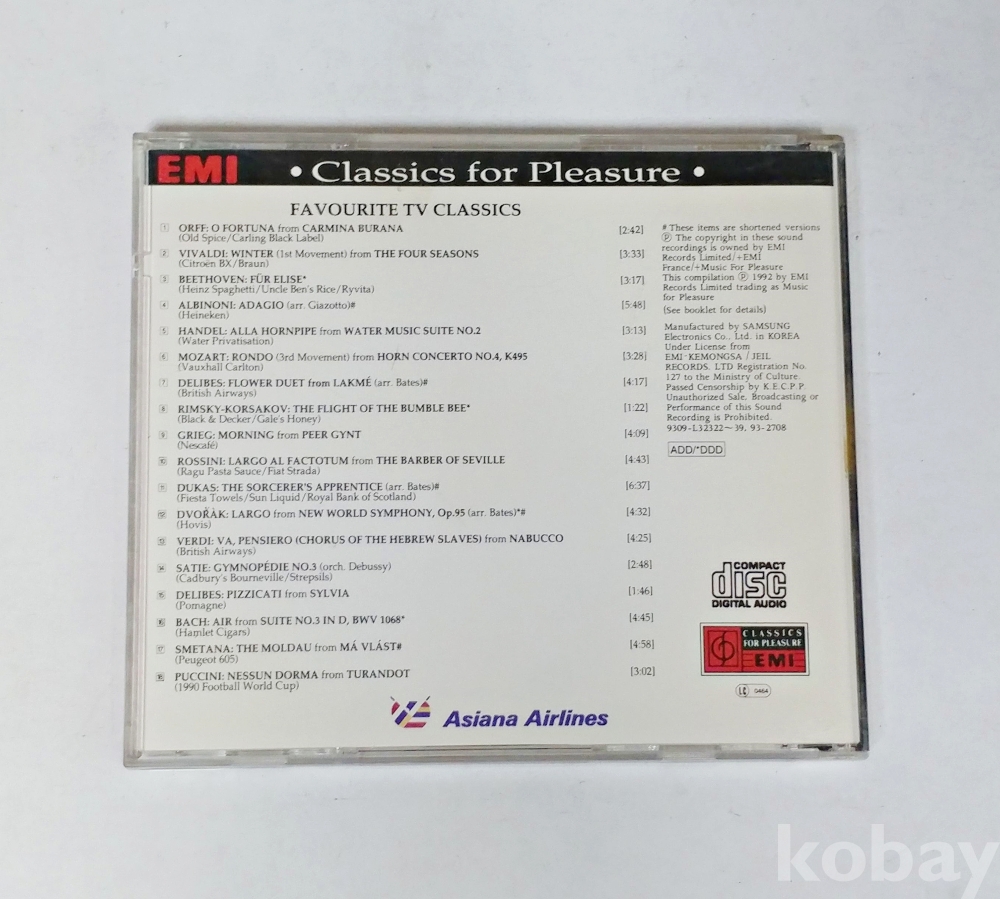 EMI • Classics for Pleasure •
FAVOURITE TV CLASSICS
1 ORFF: O FORTUNA from CARMINA BURANA [2:42]
(Old Spice/Carling Black Label)
2 VIVALDI: WINTER (1st Movement) from THE FOUR SEASONS [3:33]
(Citroën BX/Braun)
3 BEETHOVEN: FÜR ELISE* [3:17]
(Heinz Spaghetti/Uncle Ben's Rice/Ryvita)
4 ALBINONI: ADAGIO (arr. Giazotto)# [5:48]
(Heineken)
5 HANDEL: ALLA HORNPIPE from WATER MUSIC SUITE NO.2 [3:13]
(Water Privatisation)
6 MOZART: RONDO (3rd Movement) from HORN CONCERTO NO.4, K495 [3:28]
(Vauxhall Carlton)
7 DELIBES: FLOWER DUET from LAKMÉ (arr. Bates)# [4:17]
(British Airways)
8 RIMSKY-KORSAKOV: THE FLIGHT OF THE BUMBLE BEE* [1:22]
(Black & Decker/Gale's Honey)
9 GRIEG: MORNING from PEER GYNT [4:09]
(Nescafé)
10 ROSSINI: LARGO AL FACTOTUM from THE BARBER OF SEVILLE [4:43]
(Ragu Pasta Sauce/Fiat Strada)
11 DUKAS: THE SORCERER'S APPRENTICE (arr. Bates)# [6:37]
(Fiesta Towels/Sun Liquid/Royal Bank of Scotland)
12 DVOŘÁK: LARGO from NEW WORLD SYMPHONY, Op.95 (arr. Bates)*# [4:32]
(Hovis)
13 VERDI: VA, PENSIERO (CHORUS OF THE HEBREW SLAVES) from NABUCCO [4:25]
(British Airways)
14 SATIE: GYMNOPÉDIE NO.3 (orch. Debussy) [2:48]
(Cadbury's Bourneville/Strepsils)
15 DELIBES: PIZZICATI from SYLVIA [1:46]
(Pomagne)
16 BACH: AIR from SUITE NO.3 IN D, BWV 1068* [4:45]
(Hamlet Cigars)
17 SMETANA: THE MOLDAU from MÁ VLÁST# [4:58]
(Peugeot 605)
18 PUCCINI: NESSUN DORMA from TURANDOT [3:02]
(1990 Football World Cup)
# These items are shortened versions
℗ The copyright in these sound
recordings is owned by EMI
Records Limited/+EMI
France/+Music For Pleasure
This compilation ℗ 1992 by EMI
Records Limited trading as Music
for Pleasure
(See booklet for details)
Manufactured by SAMSUNG
Electronics Co., Ltd. in KOREA
Under License from
EMI-KEMONGSA / JEIL
RECORDS. LTD Registration No.
127 to the Ministry of Culture.
Passed Censorship by K.E.C.P.P.
Unauthorized Sale, Broadcasting or
Performance of this Sound
Recording is Prohibited.
9309-L32322~39, 93-2708
ADD/*DDD
COMPACT
disc
DIGITAL AUDIO
CLASSICS
FOR PLEASURE
EMI
LC 0464
Asiana Airlines
kobay